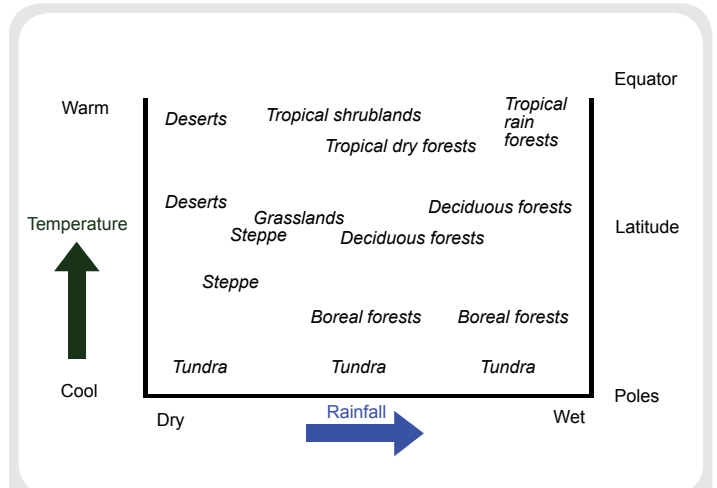 Equator
Warm
Deserts
Tropical shrublands
Tropical
rain
forests
Tropical dry forests
Deserts
Grasslands
Deciduous forests
Temperature
Steppe
Deciduous forests
Latitude
Steppe
Boreal forests
Boreal forests
Tundra
Tundra
Tundra
Cool
Poles
Dry
Rainfall
Wet